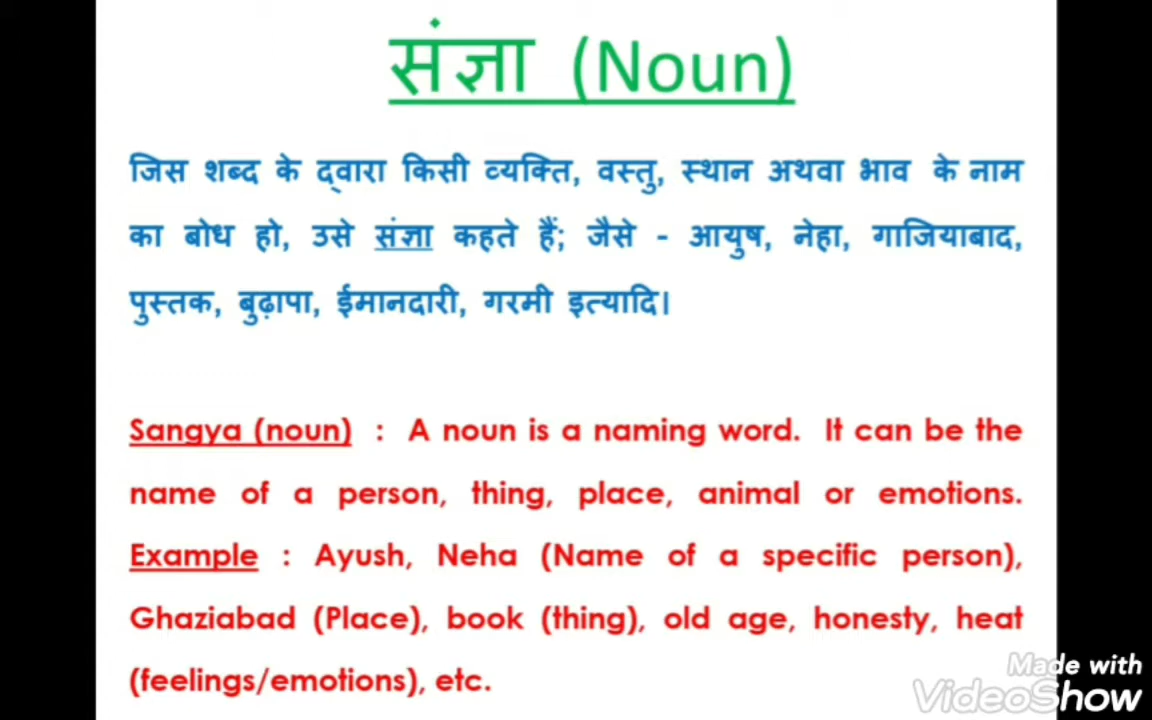 संज्ञा (Noun)
जिस शब्द के द्वारा किसी व्यक्ति, वस्तु, स्थान अथवा भाव के नाम
का बोध हो, उसे संज्ञा कहते हैं; जैसे - आयुष, नेहा, गाजियाबाद,
पुस्तक, बुढ़ापा, ईमानदारी, गरमी इत्यादि।
Sangya (noun) : A noun is a naming word. It can be the
name of a person, thing, place, animal or emotions.
Example : Ayush, Neha (Name of a specific person),
Ghaziabad (Place), book (thing), old age, honesty, heat
(feelings/emotions), etc.
Made with
VideoShow